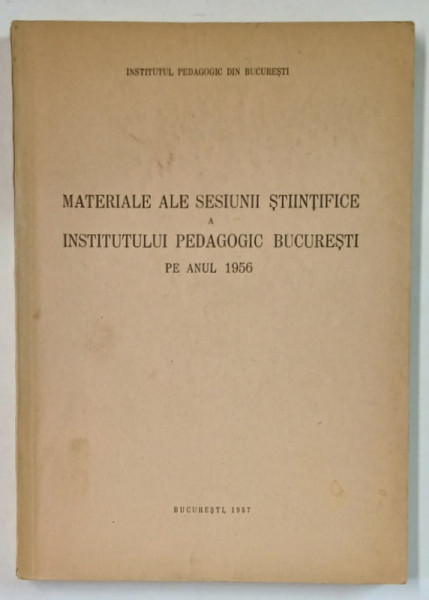 INSTITUTUL PEDAGOGIC DIN BUCUREȘTI
MATERIALE ALE SESIUNII ȘTIINȚIFICE
A
INSTITUTULUI PEDAGOGIC BUCUREȘTI
PE ANUL 1956
BUCUREȘTI, 1957